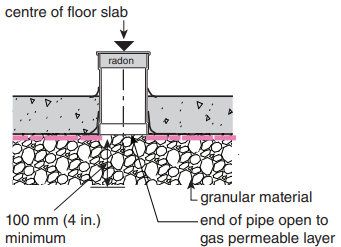 centre of floor slab
radon
granular material
100 mm (4 in.)
minimum
end of pipe open to
gas permeable layer